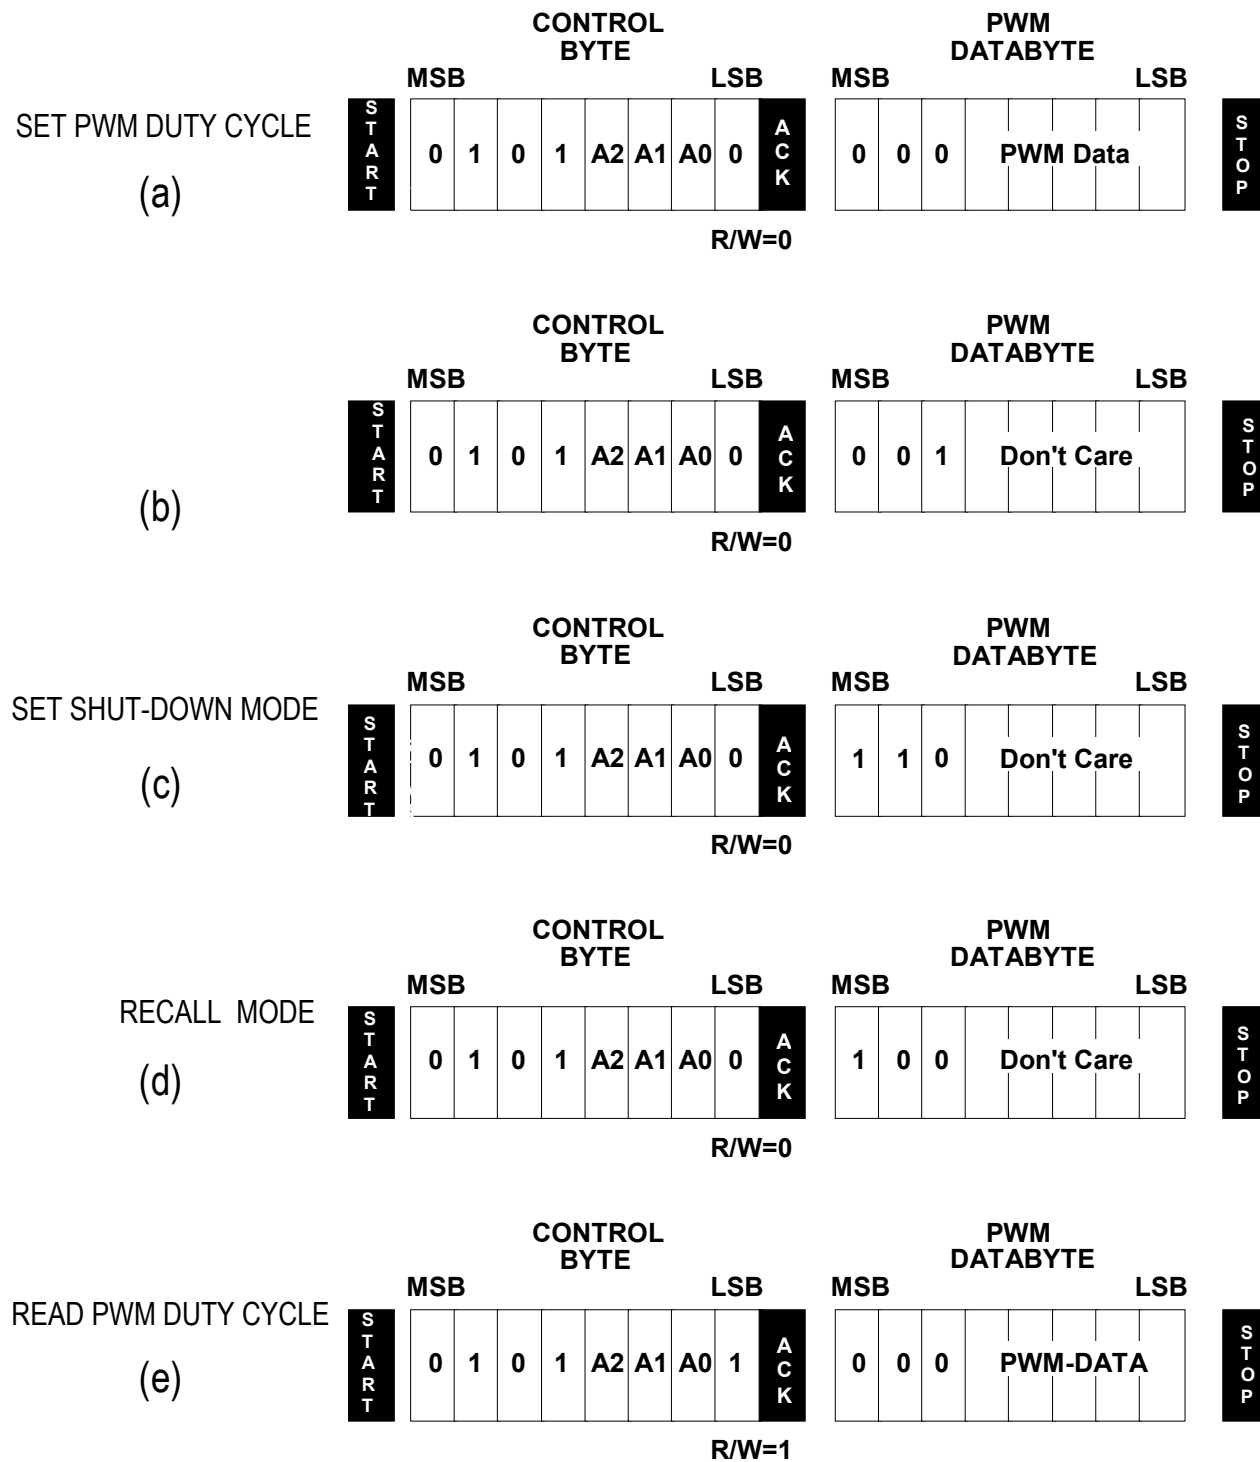 CONTROL PWM
BYTE DATABYTE
MSB LSB MSB LSB
SET PWM DUTY CYCLE
(a)
START 0 1 0 1 A2 A1 A0 0 ACK 0 0 0 PWM Data STOP
R/W=0
CONTROL PWM
BYTE DATABYTE
MSB LSB MSB LSB
(b)
START 0 1 0 1 A2 A1 A0 0 ACK 0 0 1 Don't Care STOP
R/W=0
CONTROL PWM
BYTE DATABYTE
MSB LSB MSB LSB
SET SHUT-DOWN MODE
(c)
START 0 1 0 1 A2 A1 A0 0 ACK 1 1 0 Don't Care STOP
R/W=0
CONTROL PWM
BYTE DATABYTE
MSB LSB MSB LSB
RECALL MODE
(d)
START 0 1 0 1 A2 A1 A0 0 ACK 1 0 0 Don't Care STOP
R/W=0
CONTROL PWM
BYTE DATABYTE
MSB LSB MSB LSB
READ PWM DUTY CYCLE
(e)
START 0 1 0 1 A2 A1 A0 1 ACK 0 0 0 PWM-DATA STOP
R/W=1